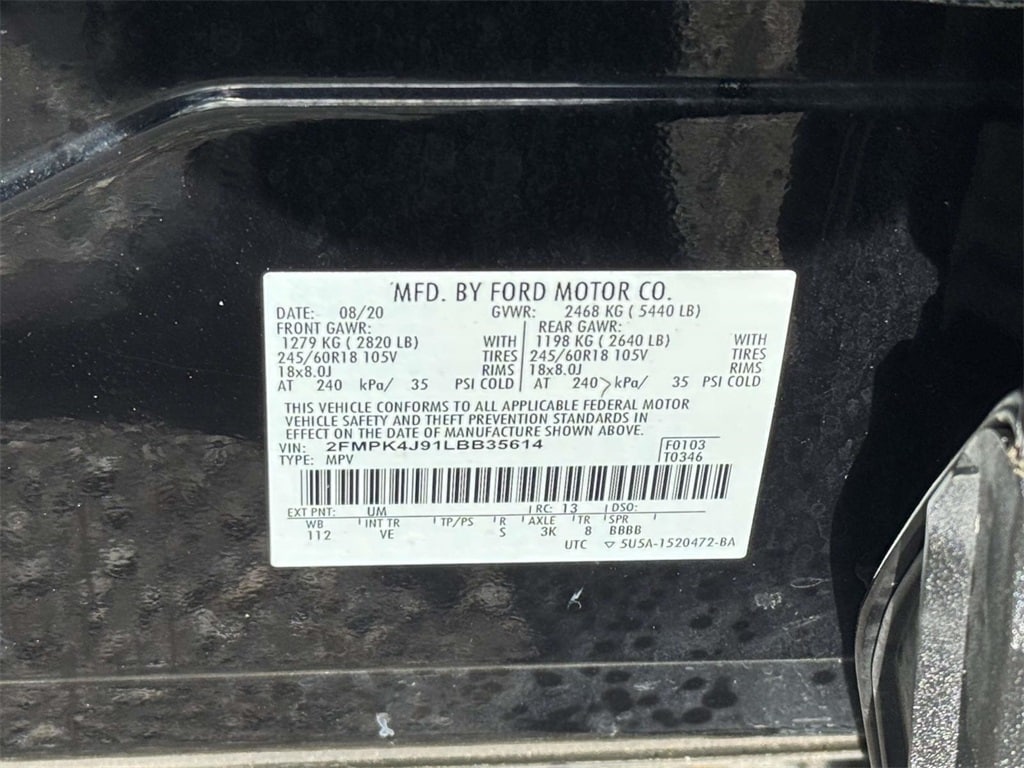 MFD. BY FORD MOTOR CO.
DATE: 08/20 GVWR: 2468 KG ( 5440 LB)
FRONT GAWR: REAR GAWR:
1279 KG ( 2820 LB) WITH 1198 KG ( 2640 LB) WITH
245/60R18 105V TIRES 245/60R18 105V TIRES
18x8.0J RIMS 18x8.0J RIMS
AT 240 kPa/ 35 PSI COLD AT 240 kPa/ 35 PSI COLD
THIS VEHICLE CONFORMS TO ALL APPLICABLE FEDERAL MOTOR
VEHICLE SAFETY AND THEFT PREVENTION STANDARDS IN
EFFECT ON THE DATE OF MANUFACTURE SHOWN ABOVE.
VIN: 2FMPK4J91LBB35614 F0103
TYPE: MPV T0346
EXT PNT: UM RC: 13 DSO:
WB INT TR TP/PS R AXLE TR SPR
112 VE S 3K 8 BBBB
UTC ▽ 5U5A-1520472-BA